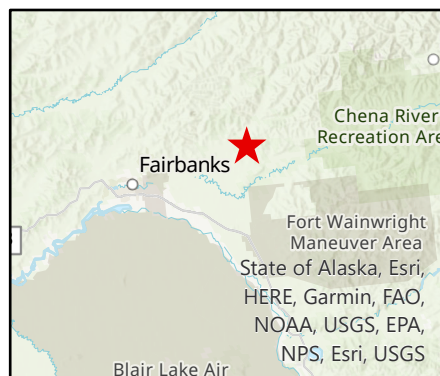 Chena River
Recreation Are
Fairbanks
Fort Wainwright
Maneuver Area
State of Alaska, Esri,
HERE, Garmin, FAO,
NOAA, USGS, EPA,
NPS, Esri, USGS
Blair Lake Air